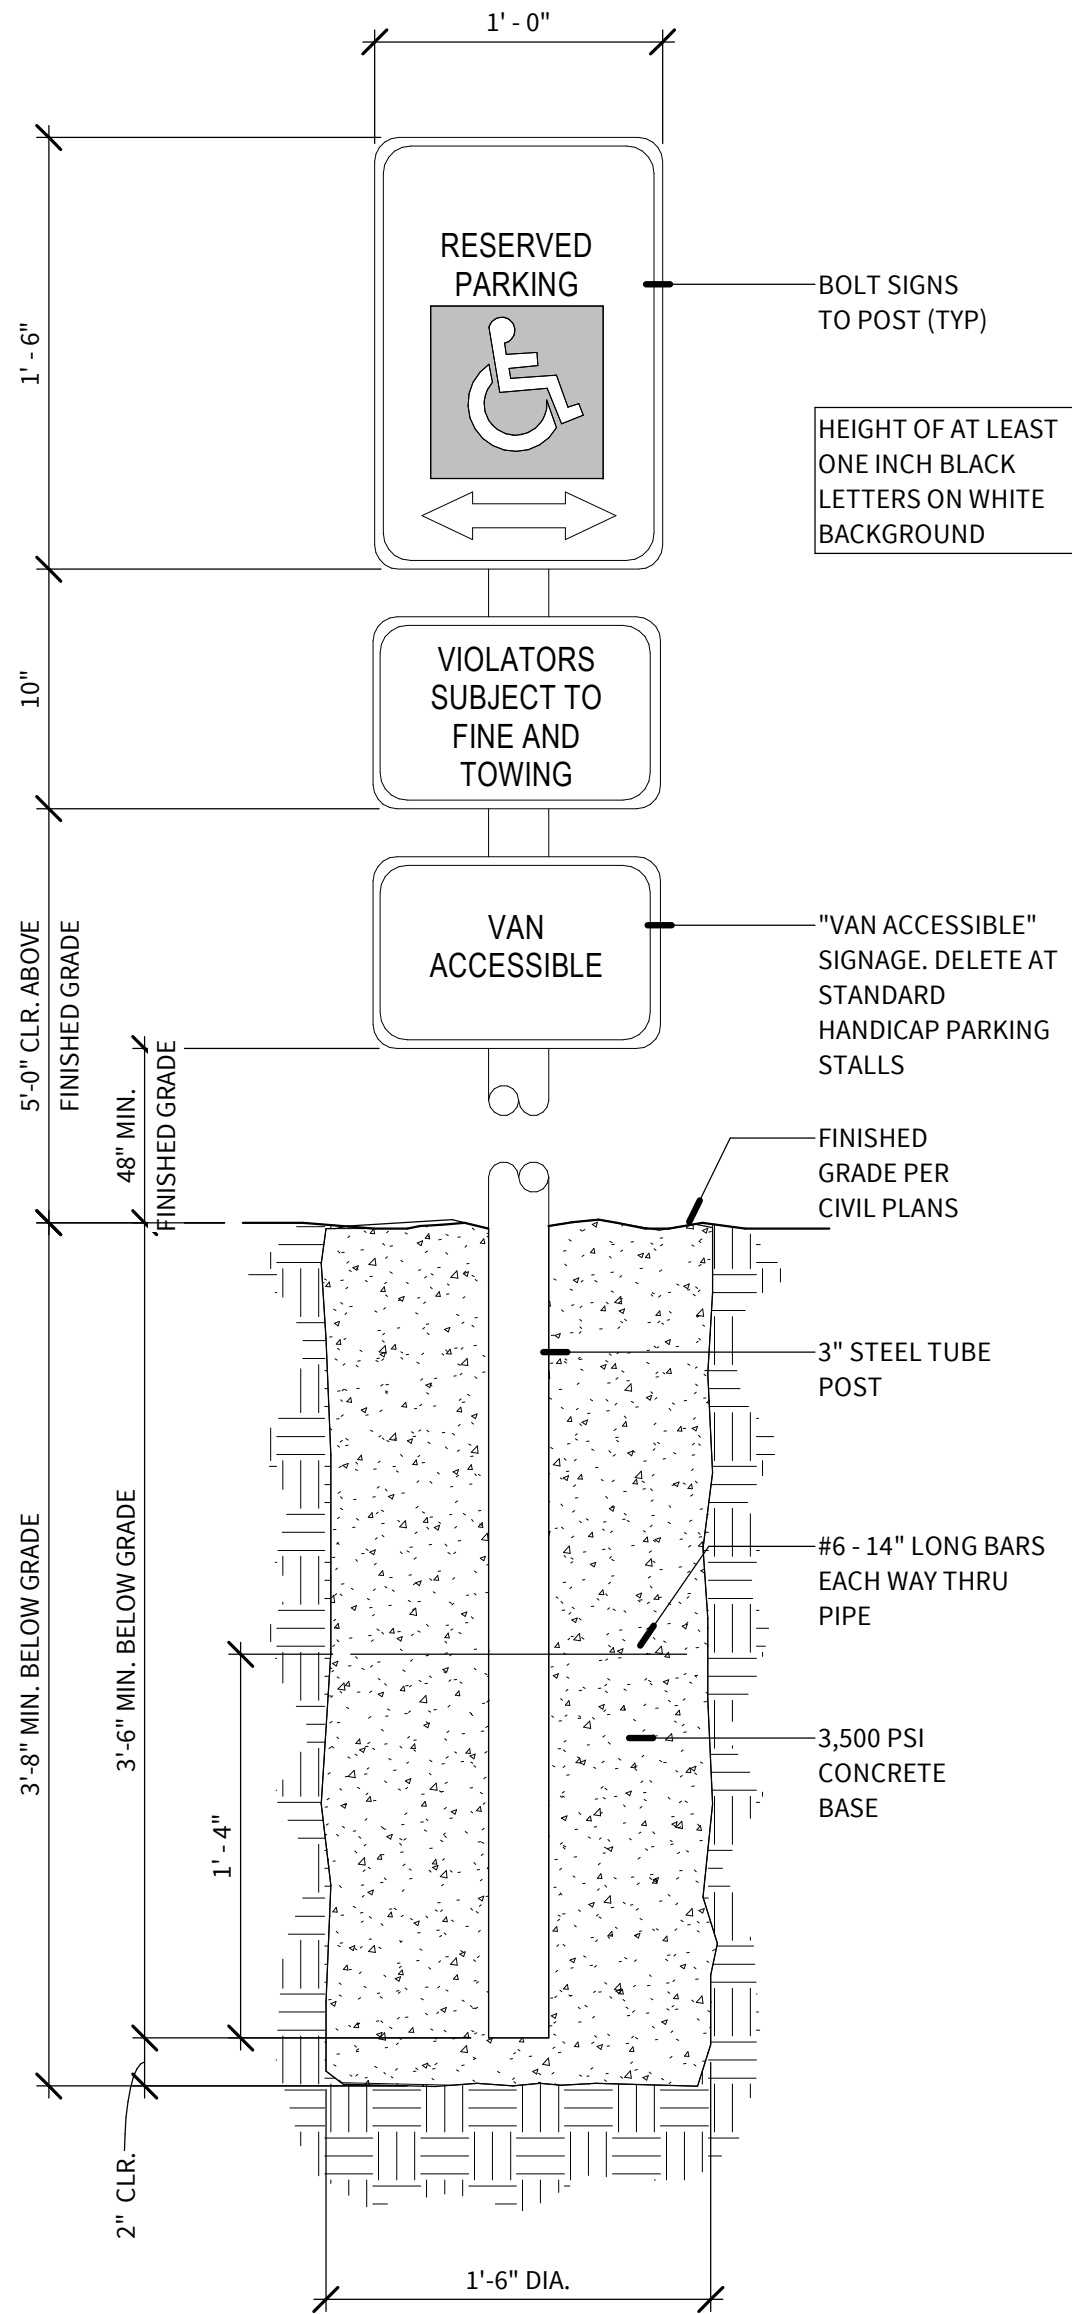 1' - 0"
RESERVED
PARKING
BOLT SIGNS
TO POST (TYP)
1' - 6"
HEIGHT OF AT LEAST
ONE INCH BLACK
LETTERS ON WHITE
BACKGROUND
10"
VIOLATORS
SUBJECT TO
FINE AND
TOWING
VAN
ACCESSIBLE
"VAN ACCESSIBLE"
SIGNAGE. DELETE AT
STANDARD
HANDICAP PARKING
STALLS
5'-0" CLR. ABOVE
FINISHED GRADE
48" MIN.
FINISHED GRADE
FINISHED
GRADE PER
CIVIL PLANS
3" STEEL TUBE
POST
#6 - 14" LONG BARS
EACH WAY THRU
PIPE
3'-8" MIN. BELOW GRADE
3'-6" MIN. BELOW GRADE
3,500 PSI
CONCRETE
BASE
1' - 4"
2" CLR.
1'-6" DIA.